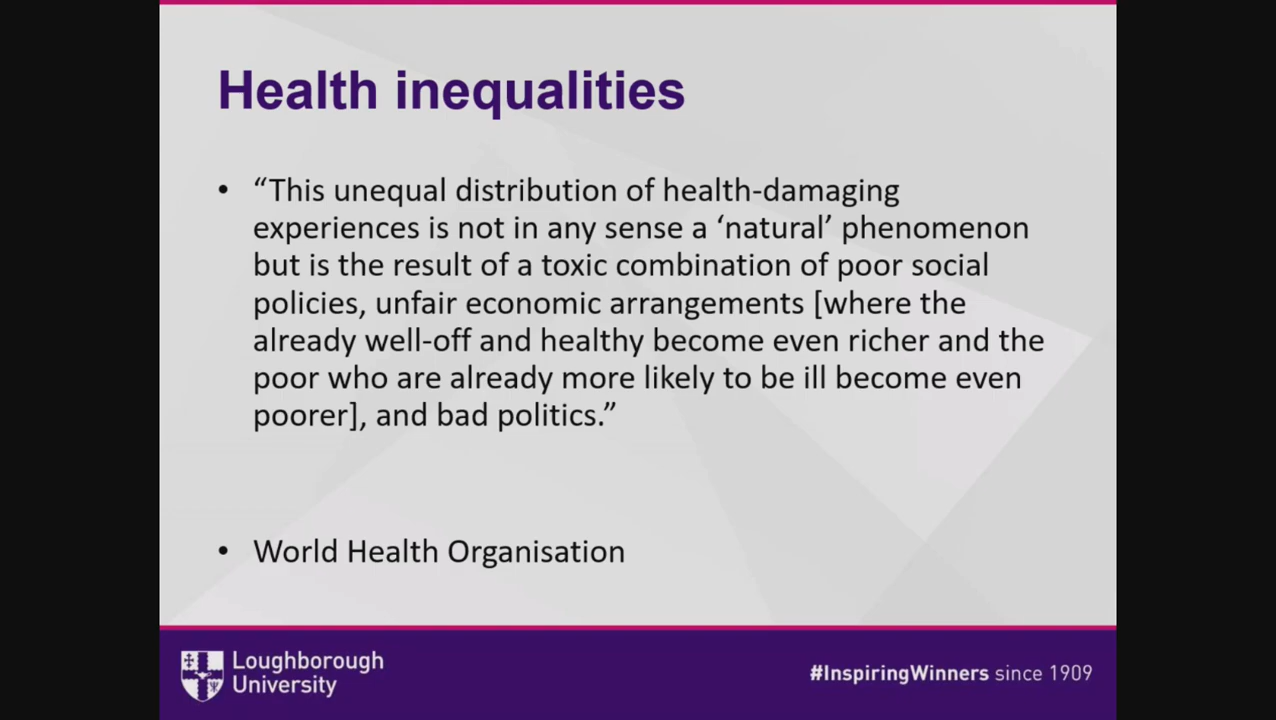 Health inequalities
• “This unequal distribution of health-damaging
experiences is not in any sense a ‘natural’ phenomenon
but is the result of a toxic combination of poor social
policies, unfair economic arrangements [where the
already well-off and healthy become even richer and the
poor who are already more likely to be ill become even
poorer], and bad politics.”
• World Health Organisation
Loughborough
University
#InspiringWinners since 1909